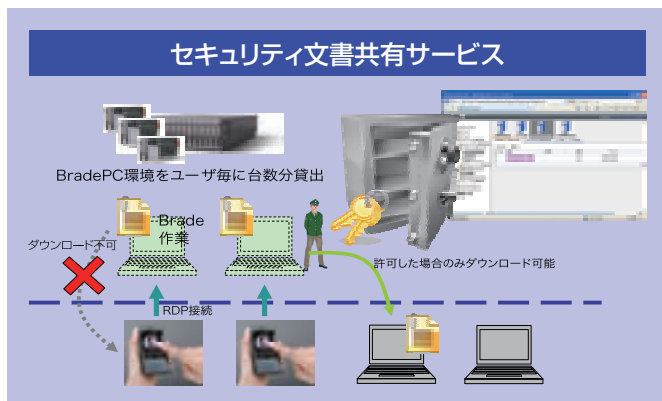 セキュリティ文書共有サービス
BradePC環境をユーザ毎に台数分貸出
Brade
作業
ダウンロード不可
許可した場合のみダウンロード可能
RDP接続